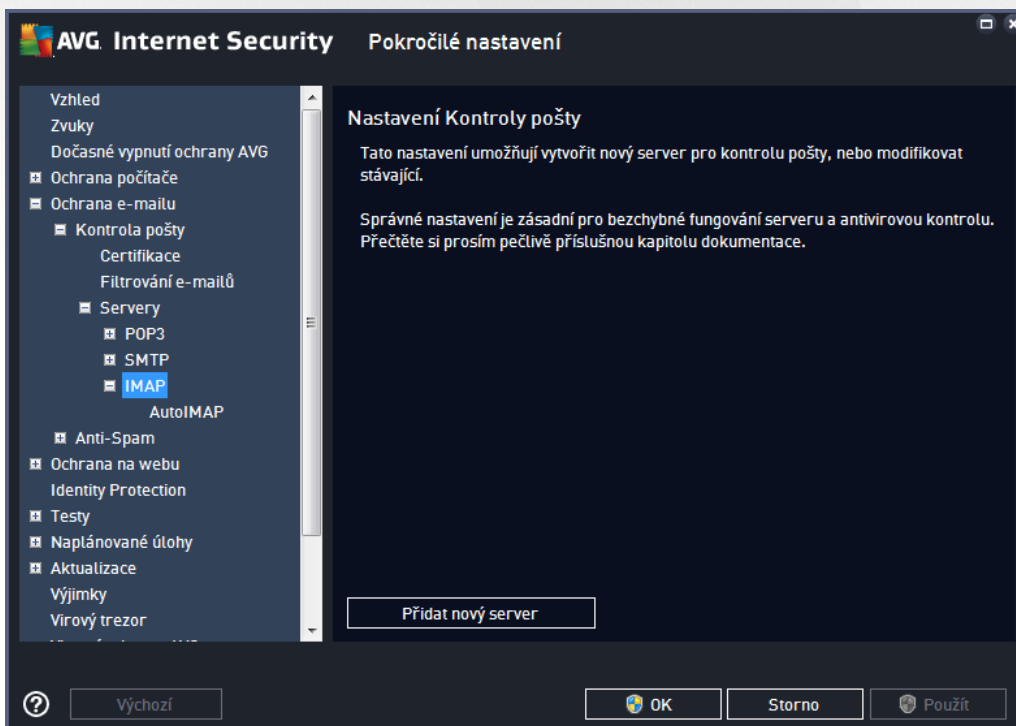 AVG. Internet Security Pokročilé nastavení
Vzhled
Zvuky
Dočasné vypnutí ochrany AVG
Ochrana počítače
Ochrana e-mailu
Kontrola pošty
Certifikace
Filtrování e-mailů
Servery
POP3
SMTP
IMAP
AutoIMAP
Anti-Spam
Ochrana na webu
Identity Protection
Testy
Naplánované úlohy
Aktualizace
Výjimky
Virový trezor
Nastavení Kontroly pošty
Tato nastavení umožňují vytvořit nový server pro kontrolu pošty, nebo modifikovat
stávající.
Správné nastavení je zásadní pro bezchybné fungování serveru a antivirovou kontrolu.
Přečtěte si prosím pečlivě příslušnou kapitolu dokumentace.
Přidat nový server
? Výchozí OK Storno Použít